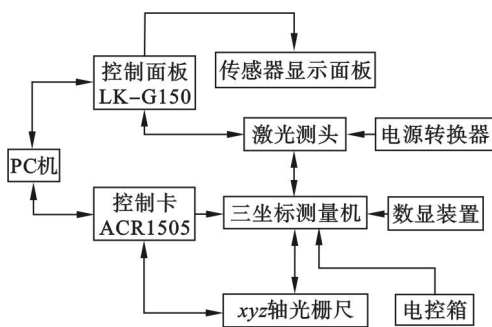 控制面板
LK-G150
传感器显示面板
激光测头
电源转换器
PC机
控制卡
ACR1505
三坐标测量机
数显装置
xyz轴光栅尺
电控箱